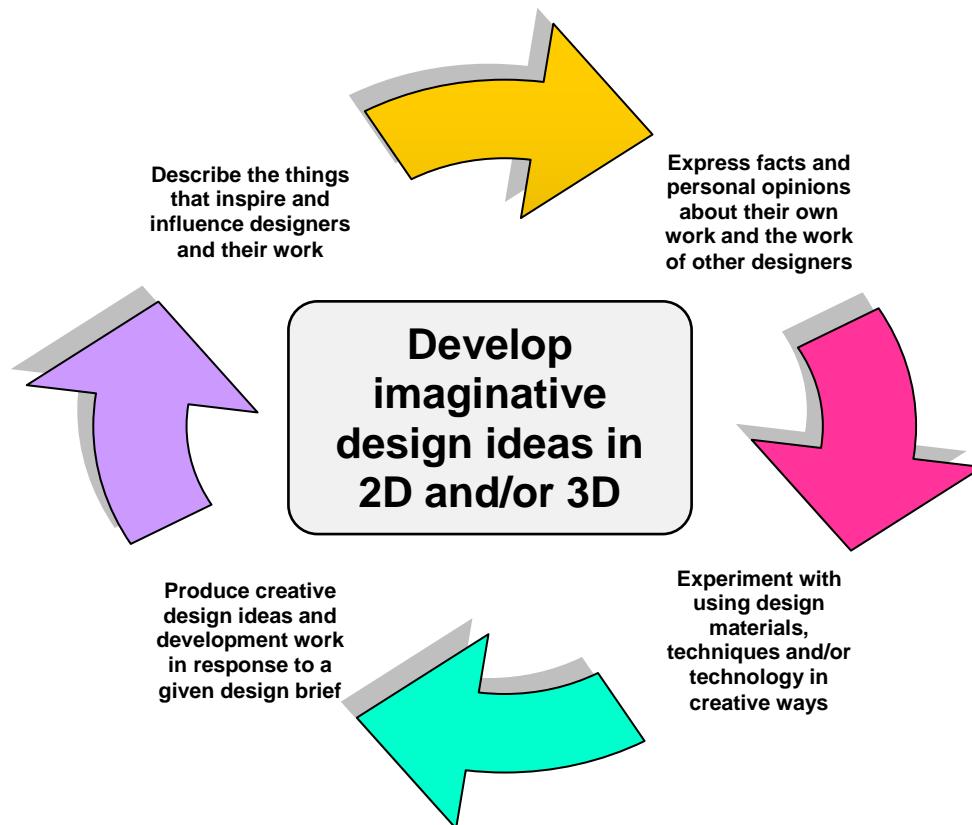 Describe the things
that inspire and
influence designers
and their work
Express facts and
personal opinions
about their own
work and the work
of other designers
Develop
imaginative
design ideas in
2D and/or 3D
Experiment with
using design
materials,
techniques and/or
technology in
creative ways
Produce creative
design ideas and
development work
in response to a
given design brief